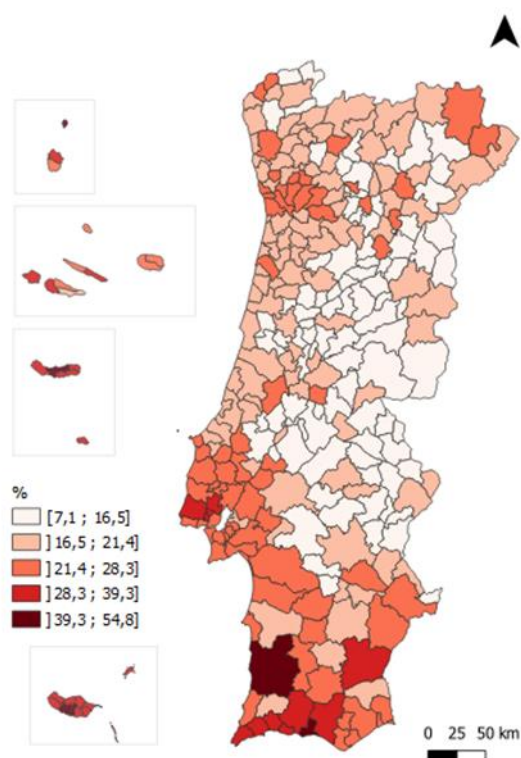 %
[7,1 ; 16,5]
]16,5 ; 21,4]
]21,4 ; 28,3]
]28,3 ; 39,3]
]39,3 ; 54,8]
0 25 50 km